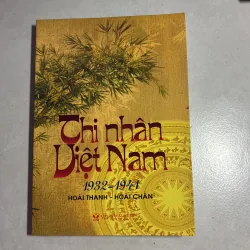 Thi nhân
Việt Nam
1932-1941
HOÀI THANH - HOÀI CHÂN